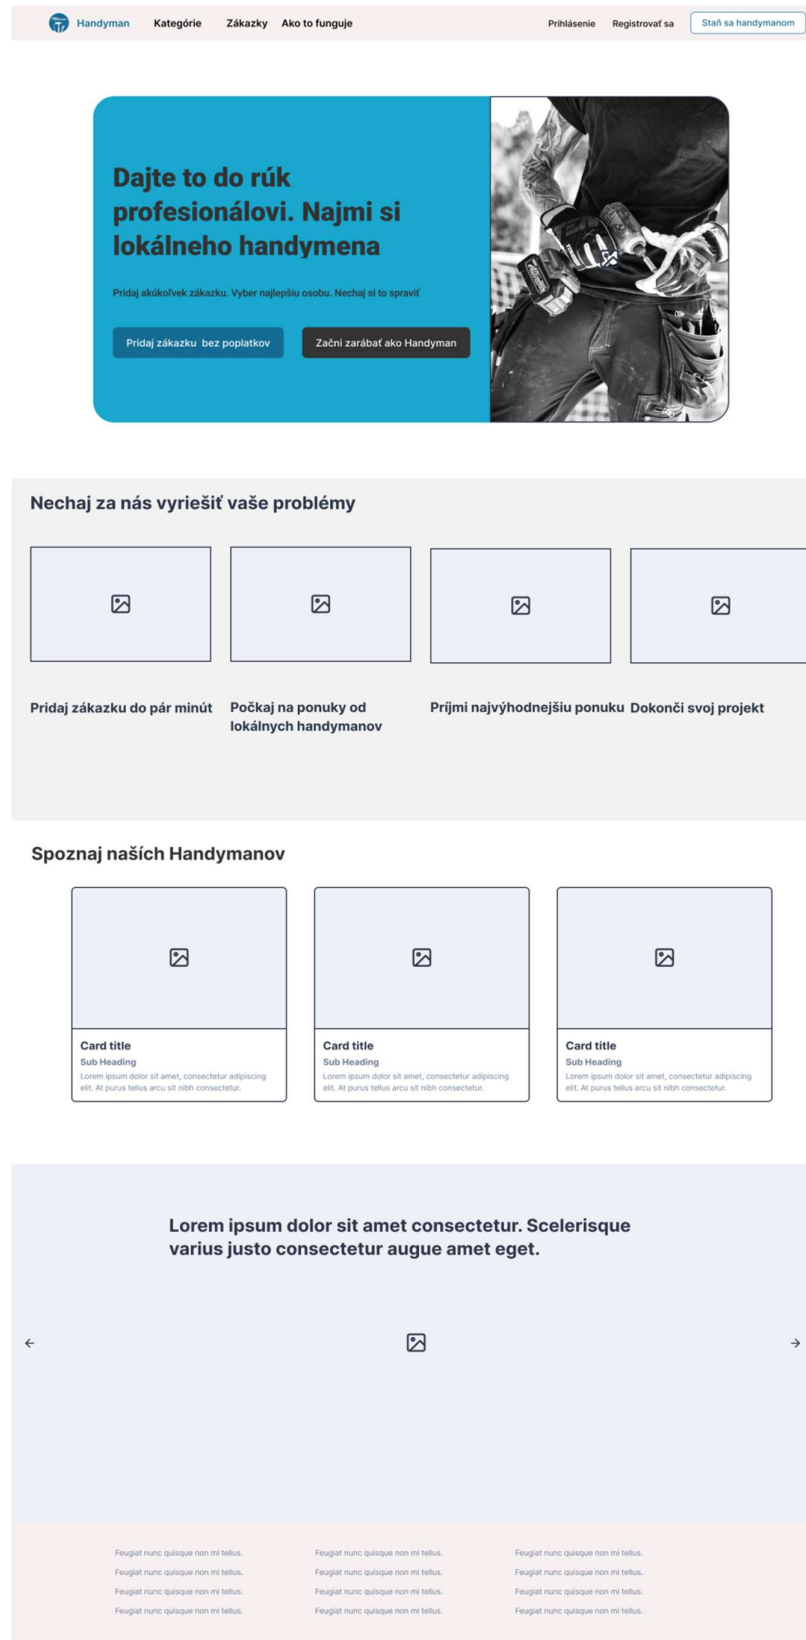 Handyman Kategórie Zákazky Ako to funguje Prihlásenie Registrovať sa Staň sa handymanom
Dajte to do rúk
profesionálovi. Najmi si
lokálneho handymena
Pridaj akúkoľvek zákazku. Vyber najlepšiu osobu. Nechaj si to spraviť
Pridaj zákazku bez poplatkov
Začni zarábať ako Handyman
Nechaj za nás vyriešiť vaše problémy
Pridaj zákazku do pár minút
Počkaj na ponuky od
lokálnych handymanov
Príjmi najvýhodnejšiu ponuku
Dokonči svoj projekt
Spoznaj naších Handymanov
Card title
Sub Heading
Lorem ipsum dolor sit amet, consectetur adipiscing
elit. At purus tellus arcu sit nibh consectetur.
Card title
Sub Heading
Lorem ipsum dolor sit amet, consectetur adipiscing
elit. At purus tellus arcu sit nibh consectetur.
Card title
Sub Heading
Lorem ipsum dolor sit amet, consectetur adipiscing
elit. At purus tellus arcu sit nibh consectetur.
Lorem ipsum dolor sit amet consectetur. Scelerisque
varius justo consectetur augue amet eget.
Feugiat nunc quisque non mi tellus.
Feugiat nunc quisque non mi tellus.
Feugiat nunc quisque non mi tellus.
Feugiat nunc quisque non mi tellus.
Feugiat nunc quisque non mi tellus.
Feugiat nunc quisque non mi tellus.
Feugiat nunc quisque non mi tellus.
Feugiat nunc quisque non mi tellus.
Feugiat nunc quisque non mi tellus.
Feugiat nunc quisque non mi tellus.
Feugiat nunc quisque non mi tellus.
Feugiat nunc quisque non mi tellus.